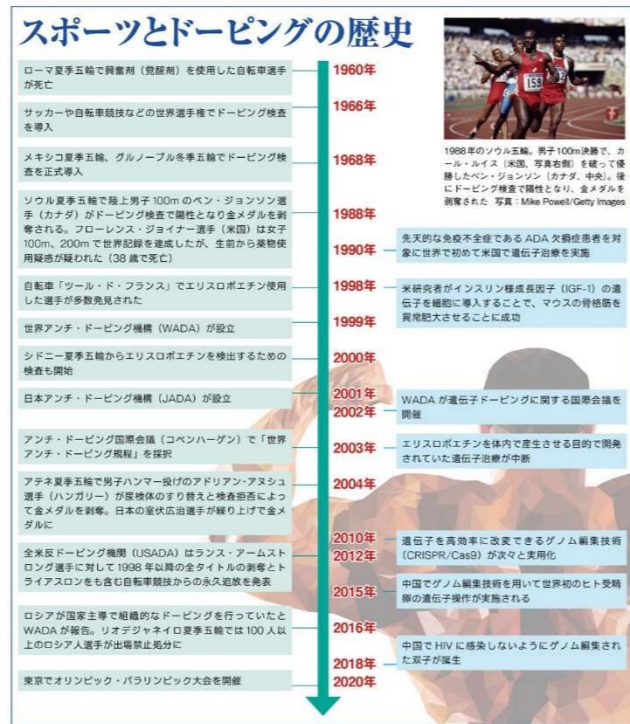 スポーツとドーピングの歴史
1988年のソウル五輪。男子100m決勝で、カ
ール・ルイス（米国、写真右側）を破って優
勝したベン・ジョンソン（カナダ、中央）。後
にドーピング検査で陽性となり、金メダルを
剥奪された 写真：Mike Powell/Getty Images
ローマ夏季五輪で興奮剤（覚醒剤）を使用した自転車選手
が死亡
1960年
サッカーや自転車競技などの世界選手権でドーピング検査
を導入
1966年
メキシコ夏季五輪、グルノーブル冬季五輪でドーピング検
査を正式導入
1968年
ソウル夏季五輪で陸上男子100mのベン・ジョンソン
選手（カナダ）がドーピング検査で陽性となり金メダルを剥
奪される。フローレンス・ジョイナー選手（米国）は女子
100m、200mで世界記録を達成したが、生前から薬物使
用疑惑が疑われた（38歳で死亡）
1988年
1990年
先天的な免疫不全症であるADA欠損症患者を
対象に世界で初めて米国で遺伝子治療を実施
自転車「ツール・ド・フランス」でエリスロポエチン使用
した選手が多数発見された
1998年
米研究者がインスリン様成長因子（IGF-1）の遺
伝子を細胞に導入することで、マウスの骨格筋を
異常肥大させることに成功
世界アンチ・ドーピング機構（WADA）が設立
1999年
シドニー夏季五輪からエリスロポエチンを検出するための
検査も開始
2000年
日本アンチ・ドーピング機構（JADA）が設立
2001年
2002年
WADAが遺伝子ドーピングに関する国際会議を
開催
アンチ・ドーピング国際会議（コペンハーゲン）で「世界
アンチ・ドーピング規程」を採択
2003年
エリスロポエチンを体内で産生させる目的で開発
されていた遺伝子治療が中断
アテネ夏季五輪で男子ハンマー投げのアドリアン・アヌシュ
選手（ハンガリー）が尿検体のすり替えと検査拒否によっ
て金メダルを剥奪。日本の室伏広治選手が繰り上げで金メ
ダルに
2004年
2010年
遺伝子を高効率に改変できるゲノム編集技術
（CRISPR/Cas9）が次々と実用化
全米反ドーピング機関（USADA）はランス・アームスト
ロング選手に対して1998年以降の全タイトルの剥奪とト
ライアスロンをも含む自転車競技からの永久追放を発表
2012年
2015年
中国でゲノム編集技術を用いて世界初のヒト受精
卵の遺伝子操作が実施される
ロシアが国家主導で組織的なドーピングを行っていたと
WADAが報告。リオデジャネイロ夏季五輪では100人以
上のロシア人選手が出場禁止処分に
2016年
2018年
中国でHIVに感染しないようにゲノム編集され
た双子が誕生
東京でオリンピック・パラリンピック大会を開催
2020年
159